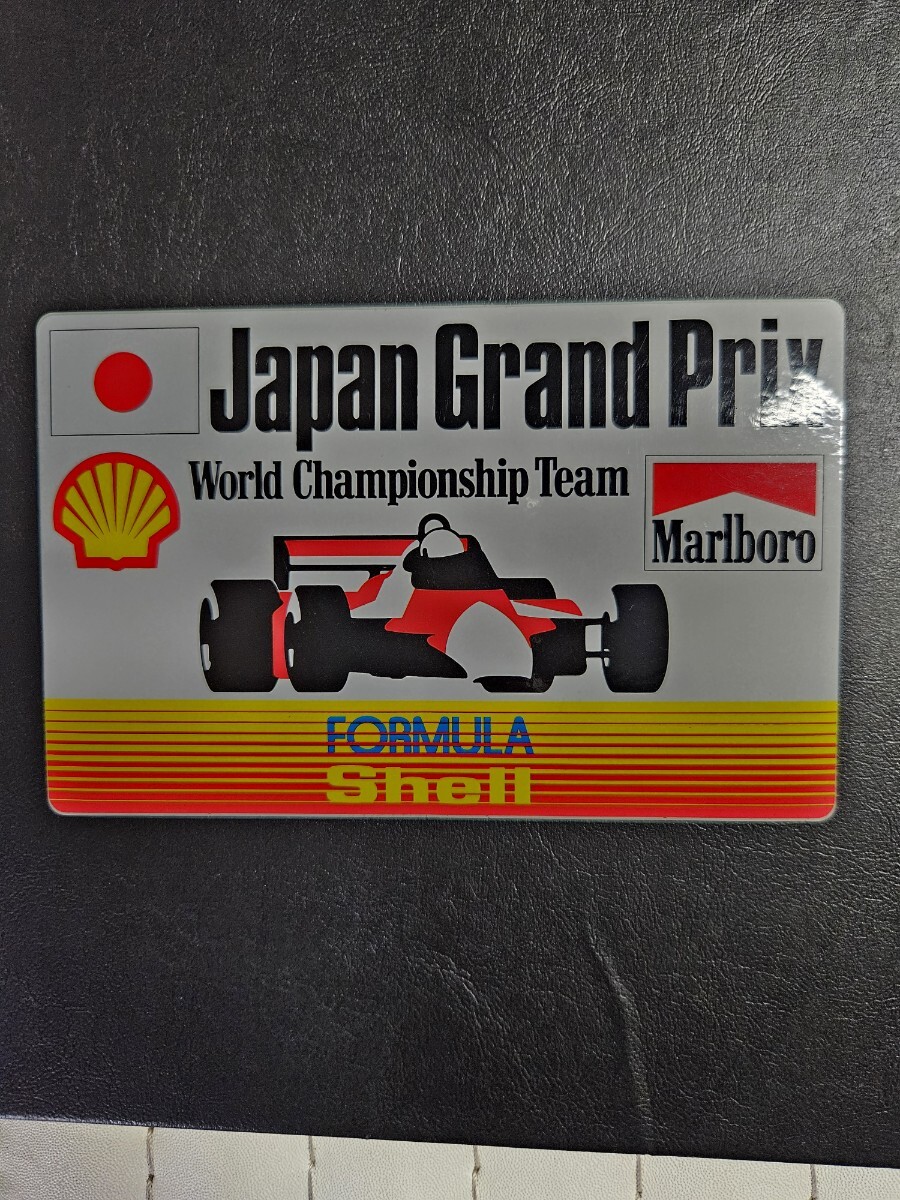 Japan Grand Prix
World Championship Team
Marlboro
FORMULA
Shell